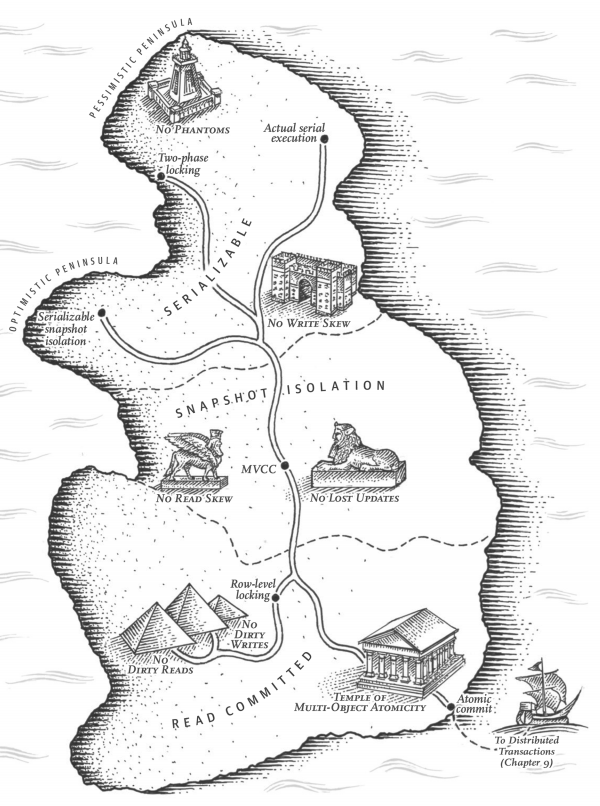 PESSIMISTIC PENINSULA
No Phantoms
Actual serial
execution
Two-phase
locking
SERIALIZABLE
OPTIMISTIC PENINSULA
Serializable
snapshot
isolation
No Write Skew
SNAPSHOT ISOLATION
MVCC
No Read Skew
No Lost Updates
Row-level
locking
No
Dirty
Writes
No
Dirty Reads
READ COMMITTED
Temple of
Multi-Object Atomicity
Atomic
commit
To Distributed
Transactions
(Chapter 9)